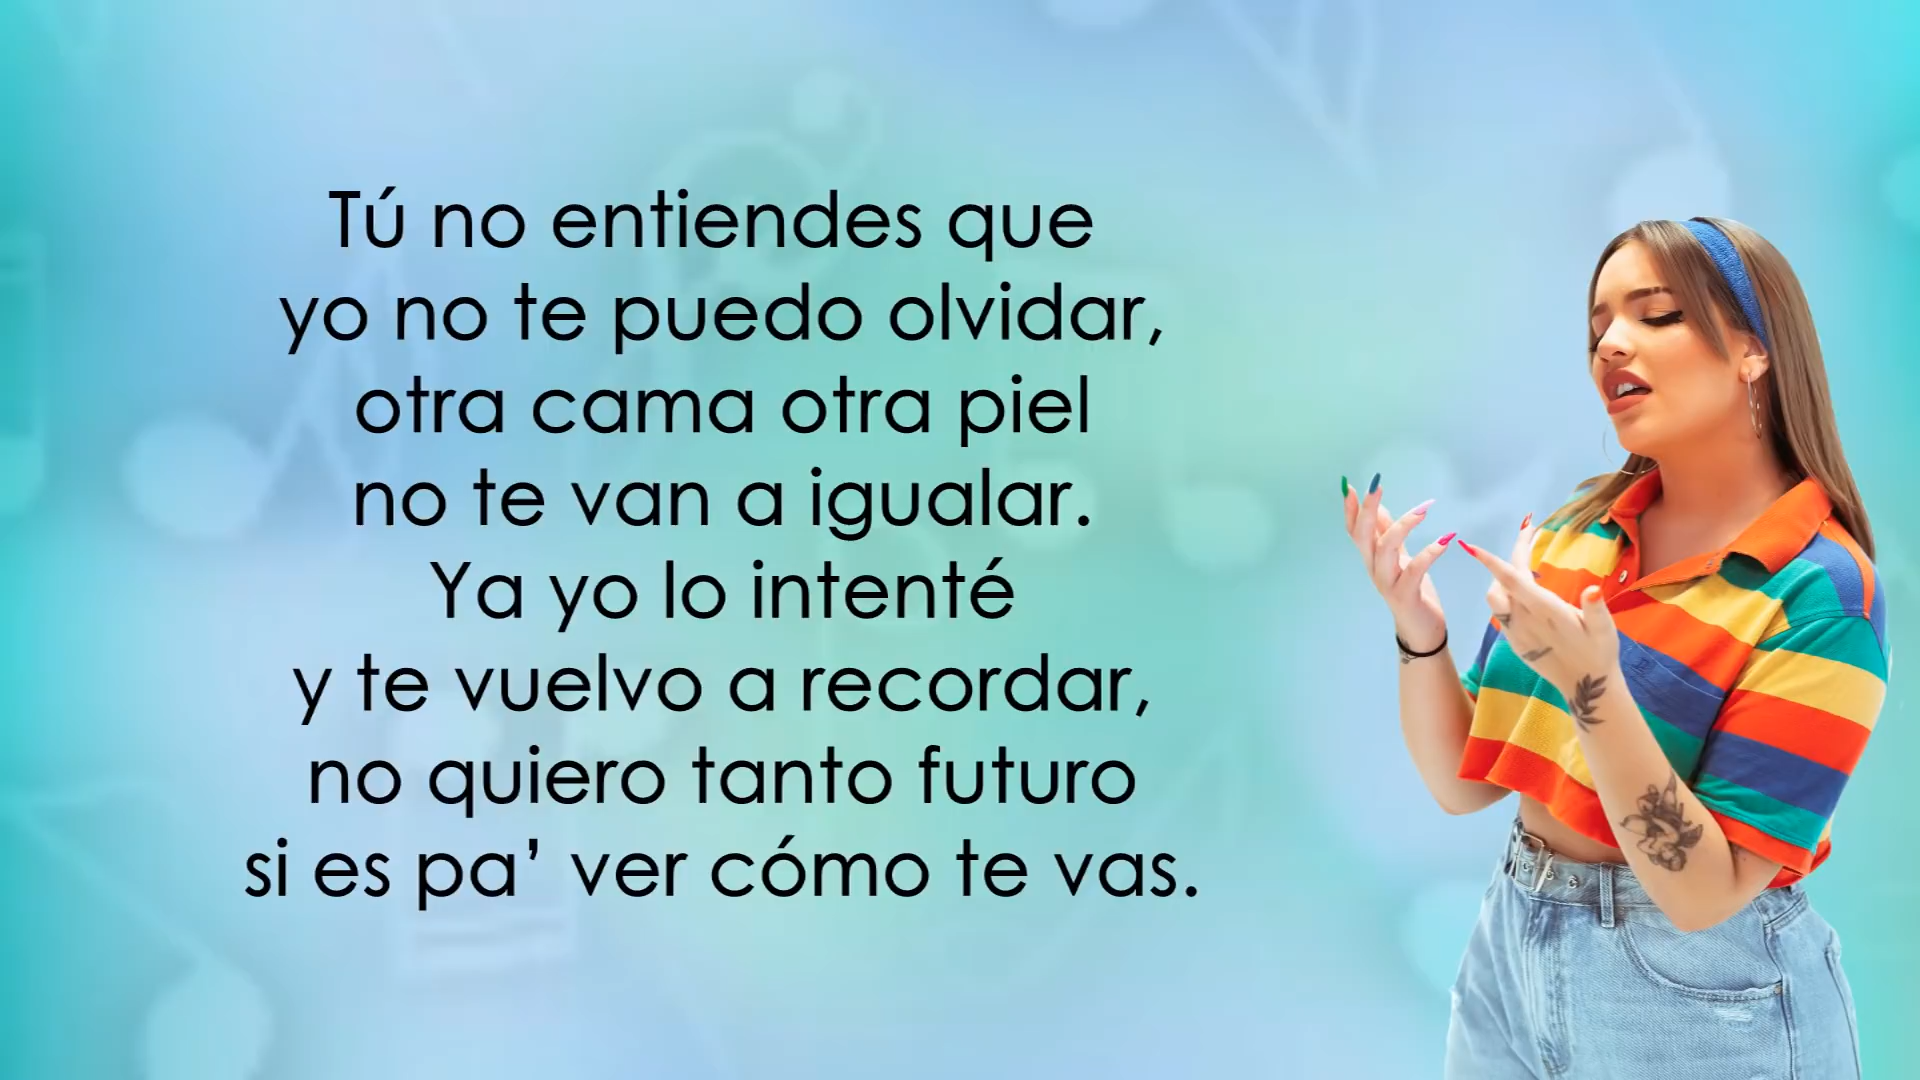 Tú no entiendes que
yo no te puedo olvidar,
otra cama otra piel
no te van a igualar.
Ya yo lo intenté
y te vuelvo a recordar,
no quiero tanto futuro
si es pa’ ver cómo te vas.